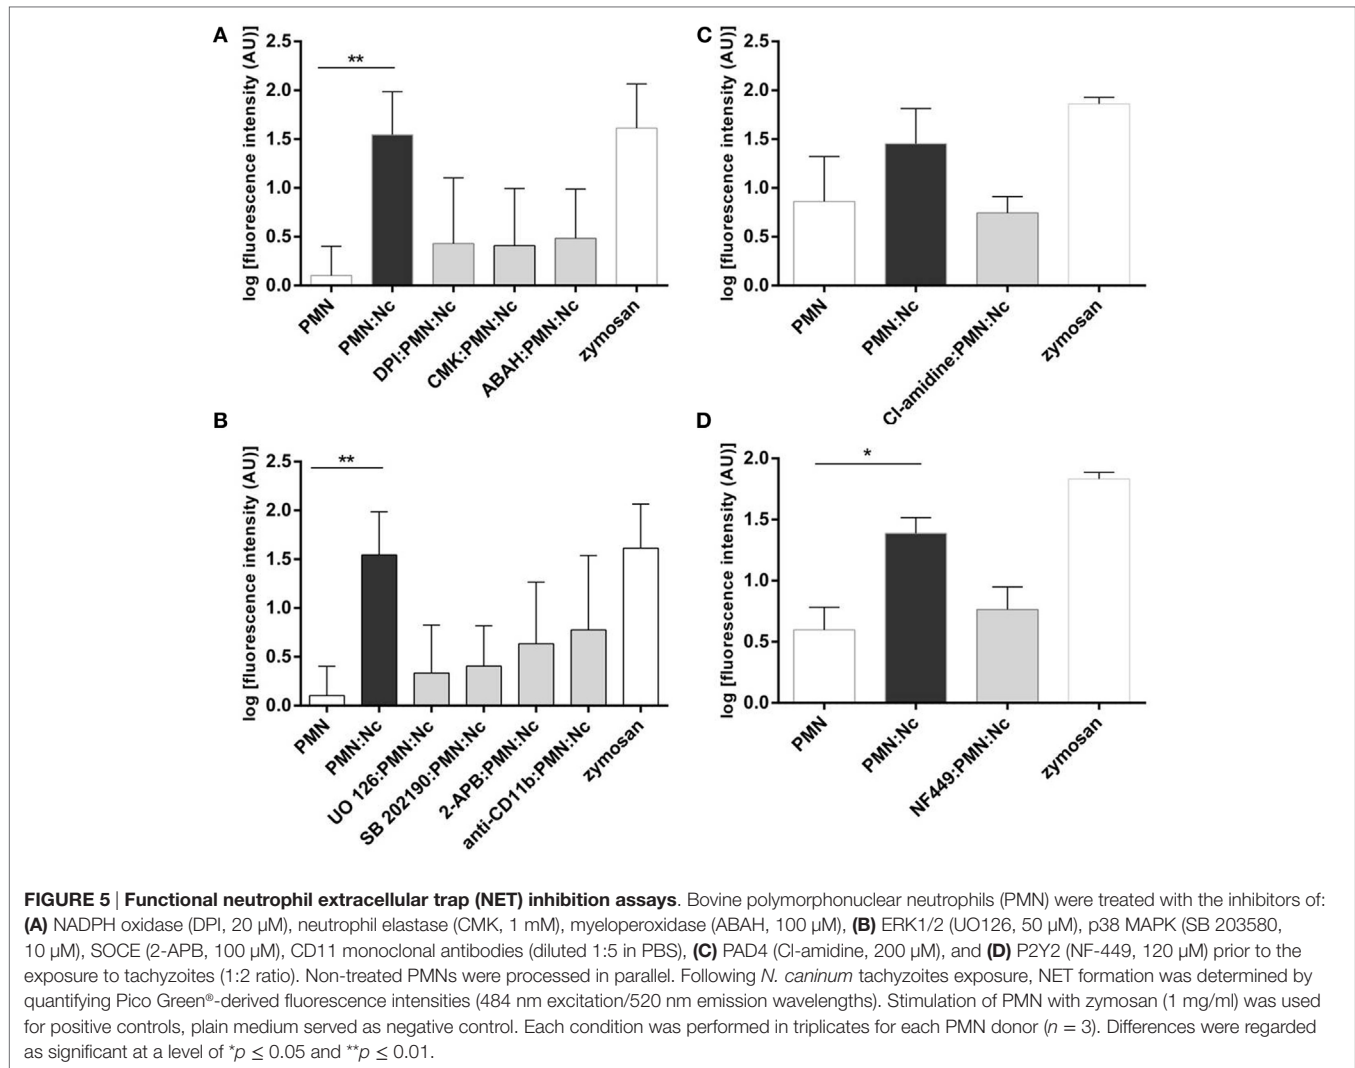 A
log [fluorescence intensity (AU)]
2.5
2.0
1.5
1.0
0.5
0.0
**
PMN
PMN:Nc
DPI:PMN:Nc
CMK:PMN:Nc
ABAH:PMN:Nc
zymosan
C
log [fluorescence intensity (AU)]
2.5
2.0
1.5
1.0
0.5
0.0
PMN
PMN:Nc
Cl-amidine:PMN:Nc
zymosan
B
log [fluorescence intensity (AU)]
2.5
2.0
1.5
1.0
0.5
0.0
**
PMN
PMN:Nc
UO 126:PMN:Nc
SB 202190:PMN:Nc
2-APB:PMN:Nc
anti-CD11b:PMN:Nc
zymosan
D
log [fluorescence intensity (AU)]
2.0
1.5
1.0
0.5
0.0
*
PMN
PMN:Nc
NF449:PMN:Nc
zymosan
FIGURE 5 | Functional neutrophil extracellular trap (NET) inhibition assays. Bovine polymorphonuclear neutrophils (PMN) were treated with the inhibitors of:
(A) NADPH oxidase (DPI, 20 µM), neutrophil elastase (CMK, 1 mM), myeloperoxidase (ABAH, 100 µM), (B) ERK1/2 (UO126, 50 µM), p38 MAPK (SB 203580,
10 µM), SOCE (2-APB, 100 µM), CD11 monoclonal antibodies (diluted 1:5 in PBS), (C) PAD4 (Cl-amidine, 200 µM), and (D) P2Y2 (NF-449, 120 µM) prior to the
exposure to tachyzoites (1:2 ratio). Non-treated PMNs were processed in parallel. Following N. caninum tachyzoites exposure, NET formation was determined by
quantifying Pico Green®-derived fluorescence intensities (484 nm excitation/520 nm emission wavelengths). Stimulation of PMN with zymosan (1 mg/ml) was used
for positive controls, plain medium served as negative control. Each condition was performed in triplicates for each PMN donor (n = 3). Differences were regarded
as significant at a level of *p ≤ 0.05 and **p ≤ 0.01.